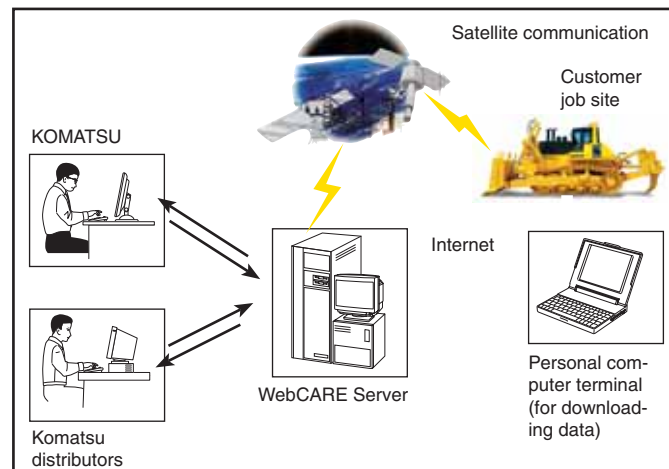 Satellite communication
Customer
job site
KOMATSU
Internet
WebCARE Server
Personal com-
puter terminal
(for download-
ing data)
Komatsu
distributors